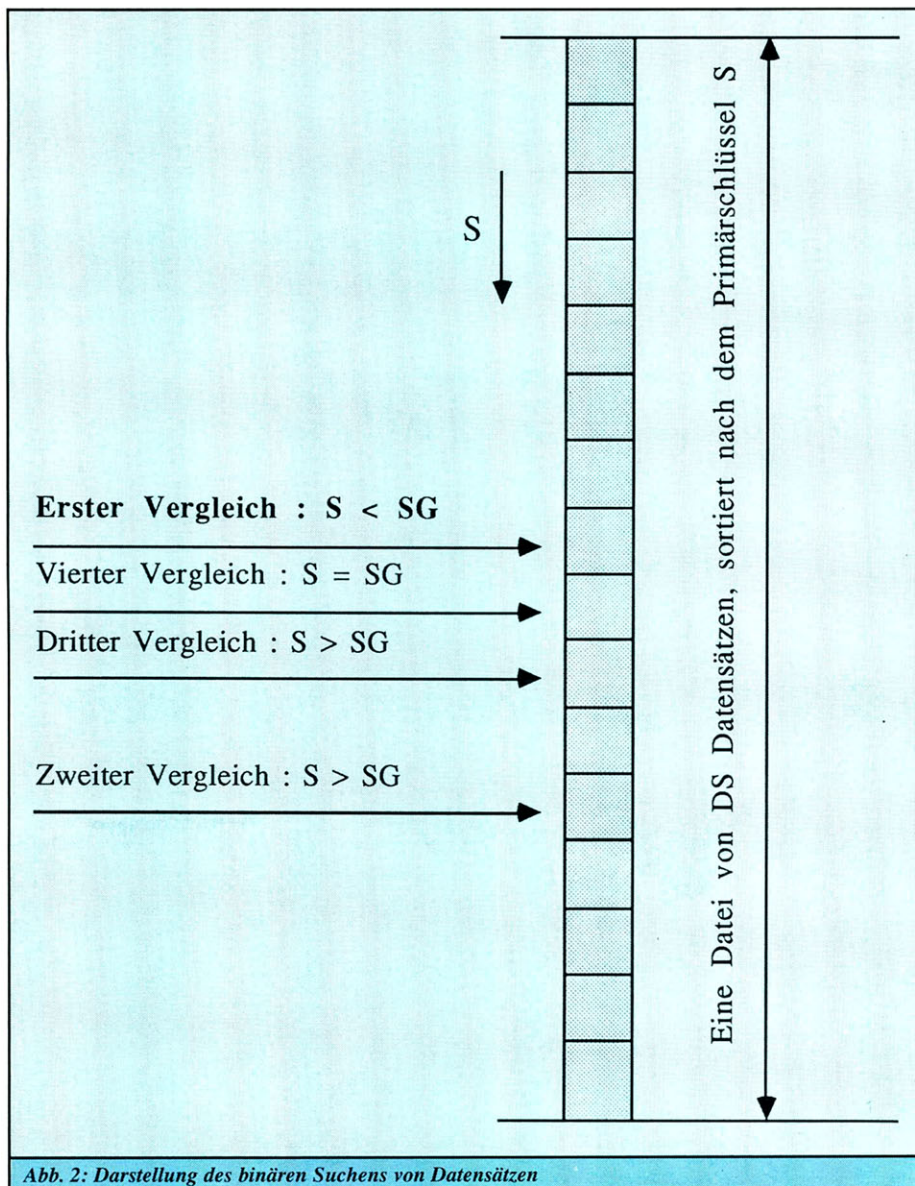 S
Erster Vergleich : S < SG
Vierter Vergleich : S = SG
Dritter Vergleich : S > SG
Zweiter Vergleich : S > SG
Eine Datei von DS Datensätzen, sortiert nach dem Primärschlüssel S
Abb. 2: Darstellung des binären Suchens von Datensätzen